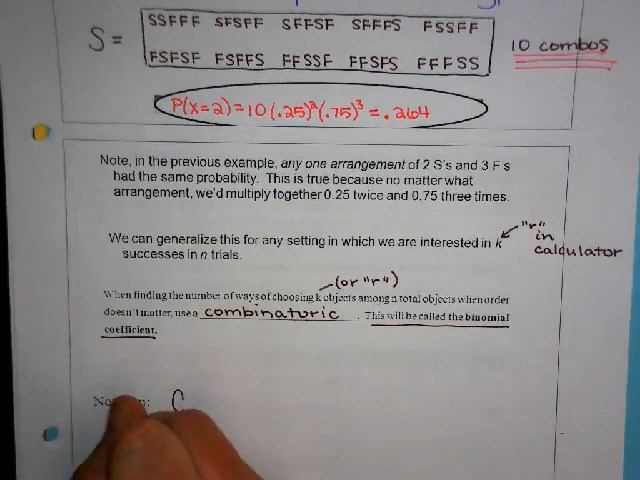 SSFFF SFSFF SFFSF SFFFS FSSFF
S =
10 combos
FSFSF FSFFS FFSSF FFSFS FFFSS
P(X=2)=10(.25)²(.75)³=.264
Note, in the previous example, any one arrangement of 2 S's and 3 F's
had the same probability. This is true because no matter what
arrangement, we'd multiply together 0.25 twice and 0.75 three times.
"r"
We can generalize this for any setting in which we are interested in k
in
successes in n trials.
calculator
(or "r")
When finding the number of ways of choosing k objects among n total objects when order
doesn't matter, use a combinatoric. This will be called the binomial
coefficient.